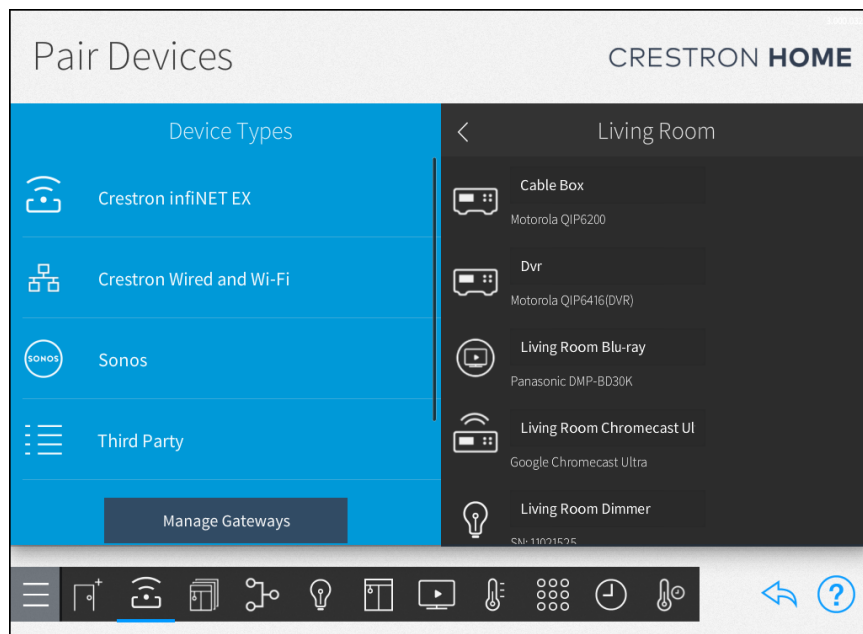 Pair Devices
CRESTRON HOME
Device Types
Crestron infiNET EX
Crestron Wired and Wi-Fi
SONOS
Sonos
Third Party
Manage Gateways
Living Room
Cable Box
Motorola QIP6200
Dvr
Motorola QIP6416(DVR)
Living Room Blu-ray
Panasonic DMP-BD30K
Living Room Chromecast Ul
Google Chromecast Ultra
Living Room Dimmer
SN: 11021525
?